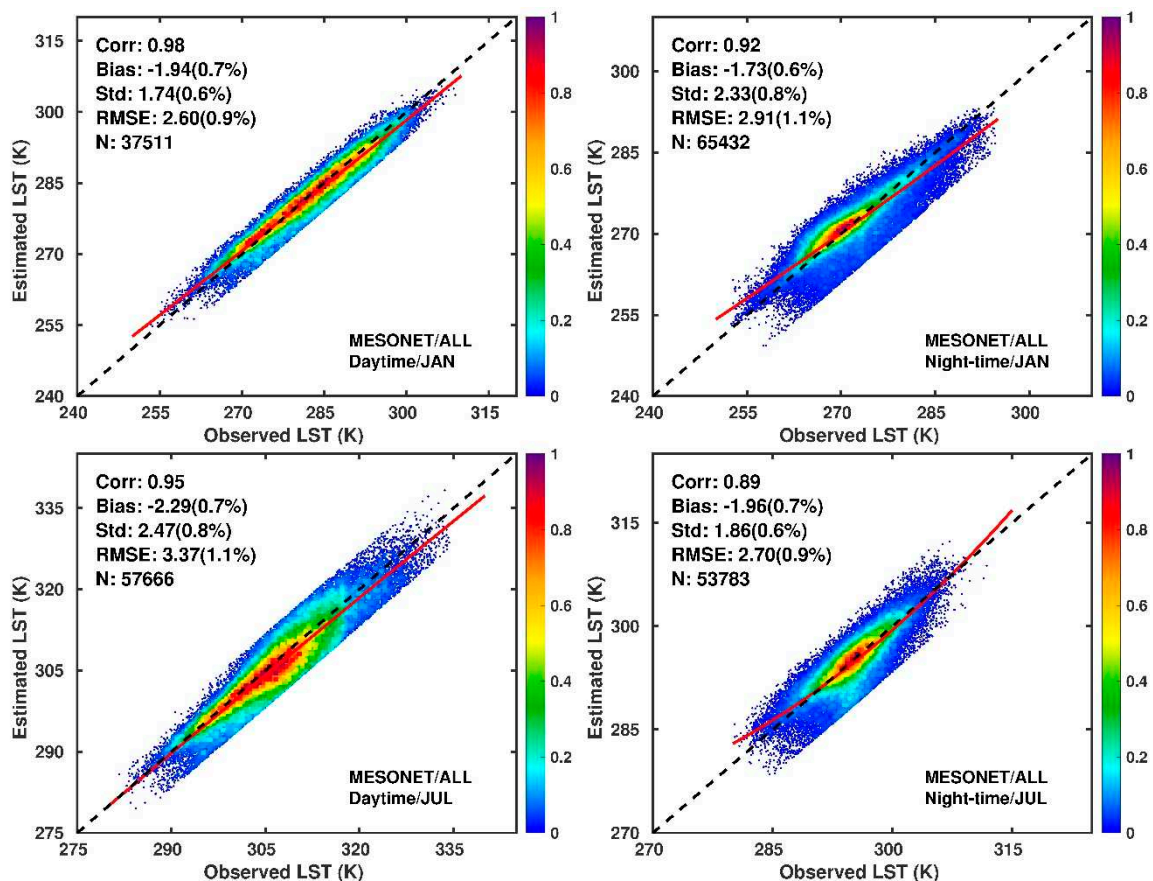 315
300
285
270
255
240
Estimated LST (K)
Corr: 0.98
Bias: -1.94(0.7%)
Std: 1.74(0.6%)
RMSE: 2.60(0.9%)
N: 37511
MESONET/ALL
Daytime/JAN
240 255 270 285 300 315
Observed LST (K)
1
0.8
0.6
0.4
0.2
0
300
285
270
255
240
Estimated LST (K)
Corr: 0.92
Bias: -1.73(0.6%)
Std: 2.33(0.8%)
RMSE: 2.91(1.1%)
N: 65432
MESONET/ALL
Night-time/JAN
240 255 270 285 300
Observed LST (K)
1
0.8
0.6
0.4
0.2
0
335
320
305
290
275
Estimated LST (K)
Corr: 0.95
Bias: -2.29(0.7%)
Std: 2.47(0.8%)
RMSE: 3.37(1.1%)
N: 57666
MESONET/ALL
Daytime/JUL
275 290 305 320 335
Observed LST (K)
1
0.8
0.6
0.4
0.2
0
315
300
285
270
Estimated LST (K)
Corr: 0.89
Bias: -1.96(0.7%)
Std: 1.86(0.6%)
RMSE: 2.70(0.9%)
N: 53783
MESONET/ALL
Night-time/JUL
270 285 300 315
Observed LST (K)
1
0.8
0.6
0.4
0.2
0